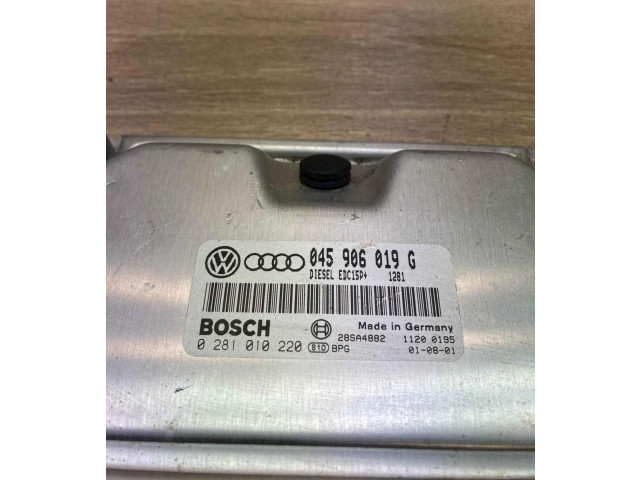 045 906 019 G
DIESEL EDC15P+ 1281
BOSCH Made in Germany
28SA4882 1120 0195
0 281 010 220 81D BPG 01-08-01